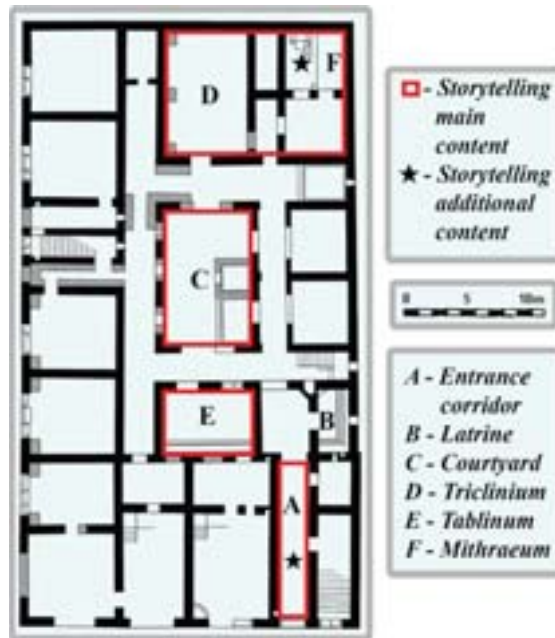 D
F
C
E
B
A
- Storytelling
main
content
★ - Storytelling
additional
content
0 5 10m
A - Entrance
corridor
B - Latrine
C - Courtyard
D - Triclinium
E - Tablinum
F - Mithraeum